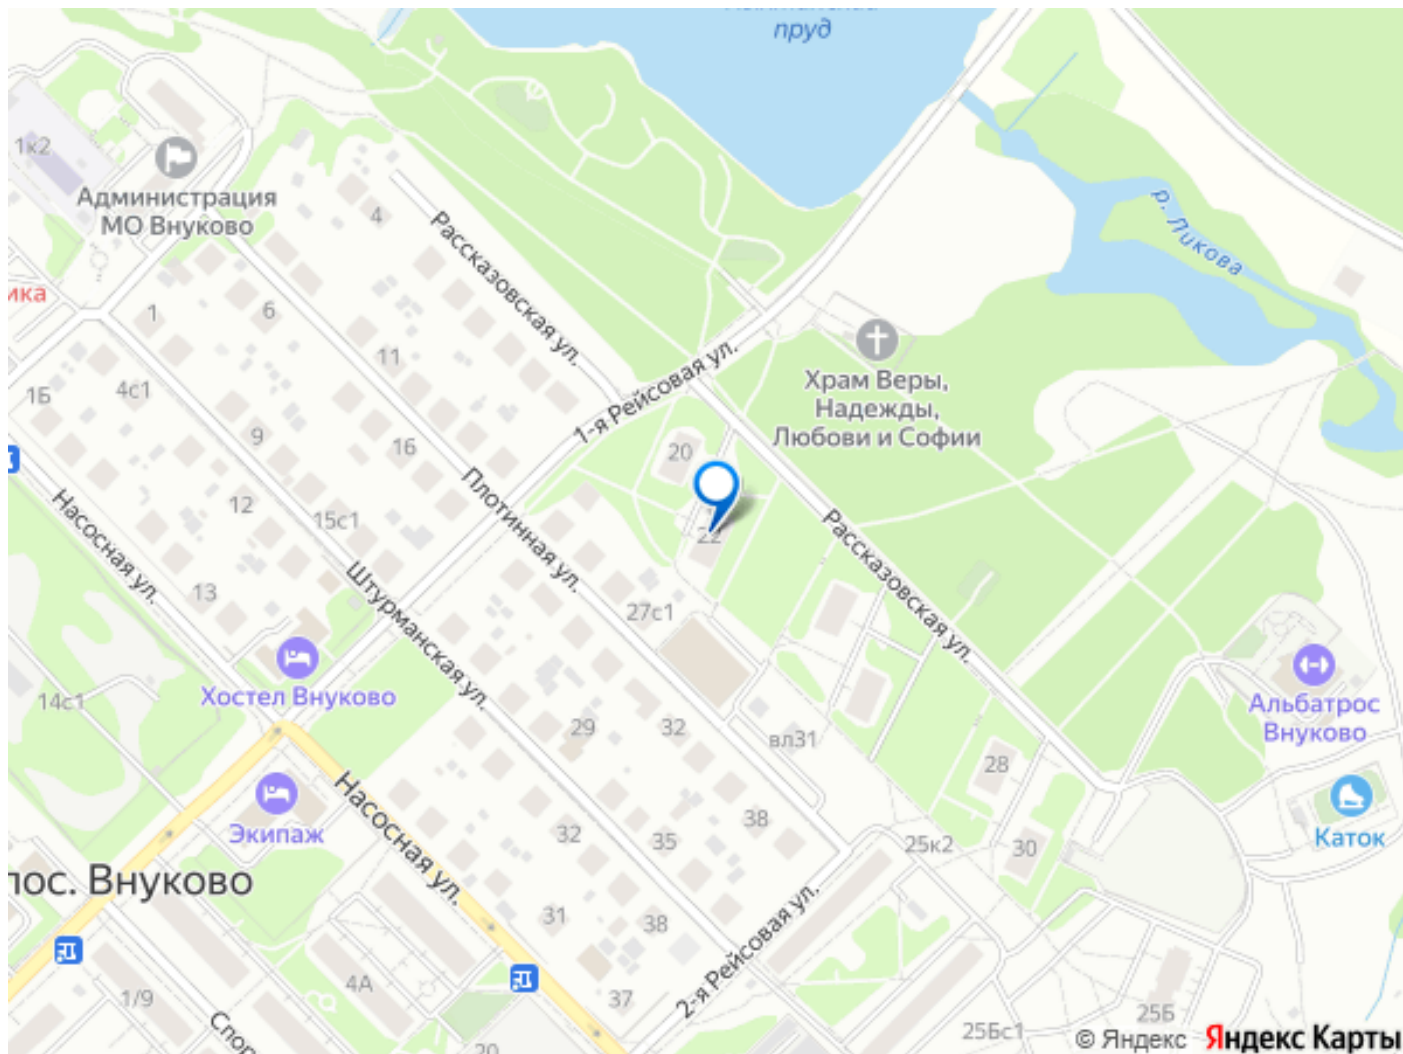 пруд
1к2
Администрация
МО Внуково
4
Рассказовская ул.
р. Ликова
ика
1
6
11
1-я Рейсовая ул.
Храм Веры,
Надежды,
Любови и Софии
1Б
4с1
9
16
20
Насосная ул.
12
15с1
Плотинная ул.
22
Рассказовская ул.
13
Штурманская ул.
27с1
Хостел Внуково
14с1
29
32
вл31
Альбатрос
Внуково
28
Экипаж
Насосная ул.
32
35
38
25к2
30
Каток
пос. Внуково
31
38
2-я Рейсовая ул.
1/9
4А
37
Спор
20
25Бс1
25Б
© Яндекс Яндекс Карты